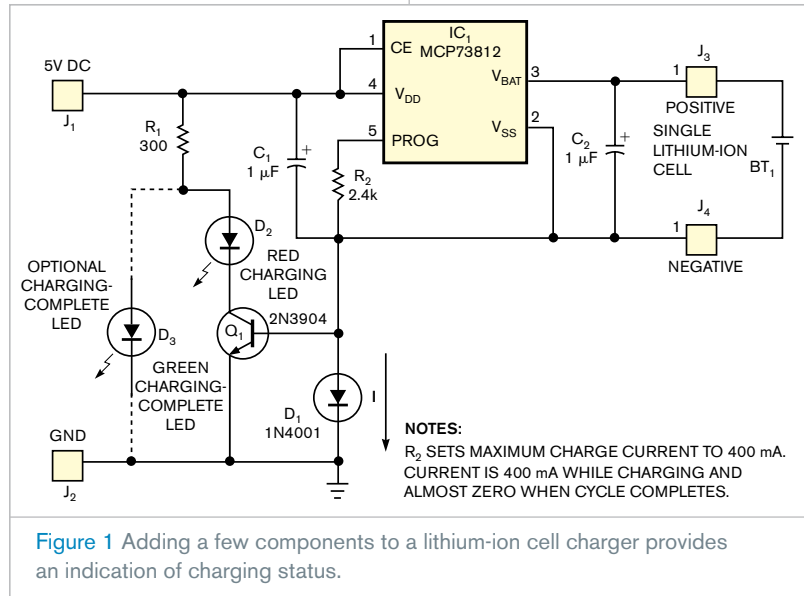 IC₁
MCP73812
1
CE
V_BAT
3
J₃
5V DC
1
J₁
4
V_DD
POSITIVE
5
PROG
V_SS
2
R₁
300
C₁
+
1 µF
R₂
2.4k
C₂
+
1 µF
SINGLE
LITHIUM-ION
CELL
BT₁
J₄
1
NEGATIVE
D₂
RED
CHARGING
LED
OPTIONAL
CHARGING-
COMPLETE
LED
Q₁
2N3904
D₃
GREEN
CHARGING-
COMPLETE
LED
D₁
1N4001
I
GND
J₂
NOTES:
R₂ SETS MAXIMUM CHARGE CURRENT TO 400 mA.
CURRENT IS 400 mA WHILE CHARGING AND
ALMOST ZERO WHEN CYCLE COMPLETES.
Figure 1 Adding a few components to a lithium-ion cell charger provides
an indication of charging status.